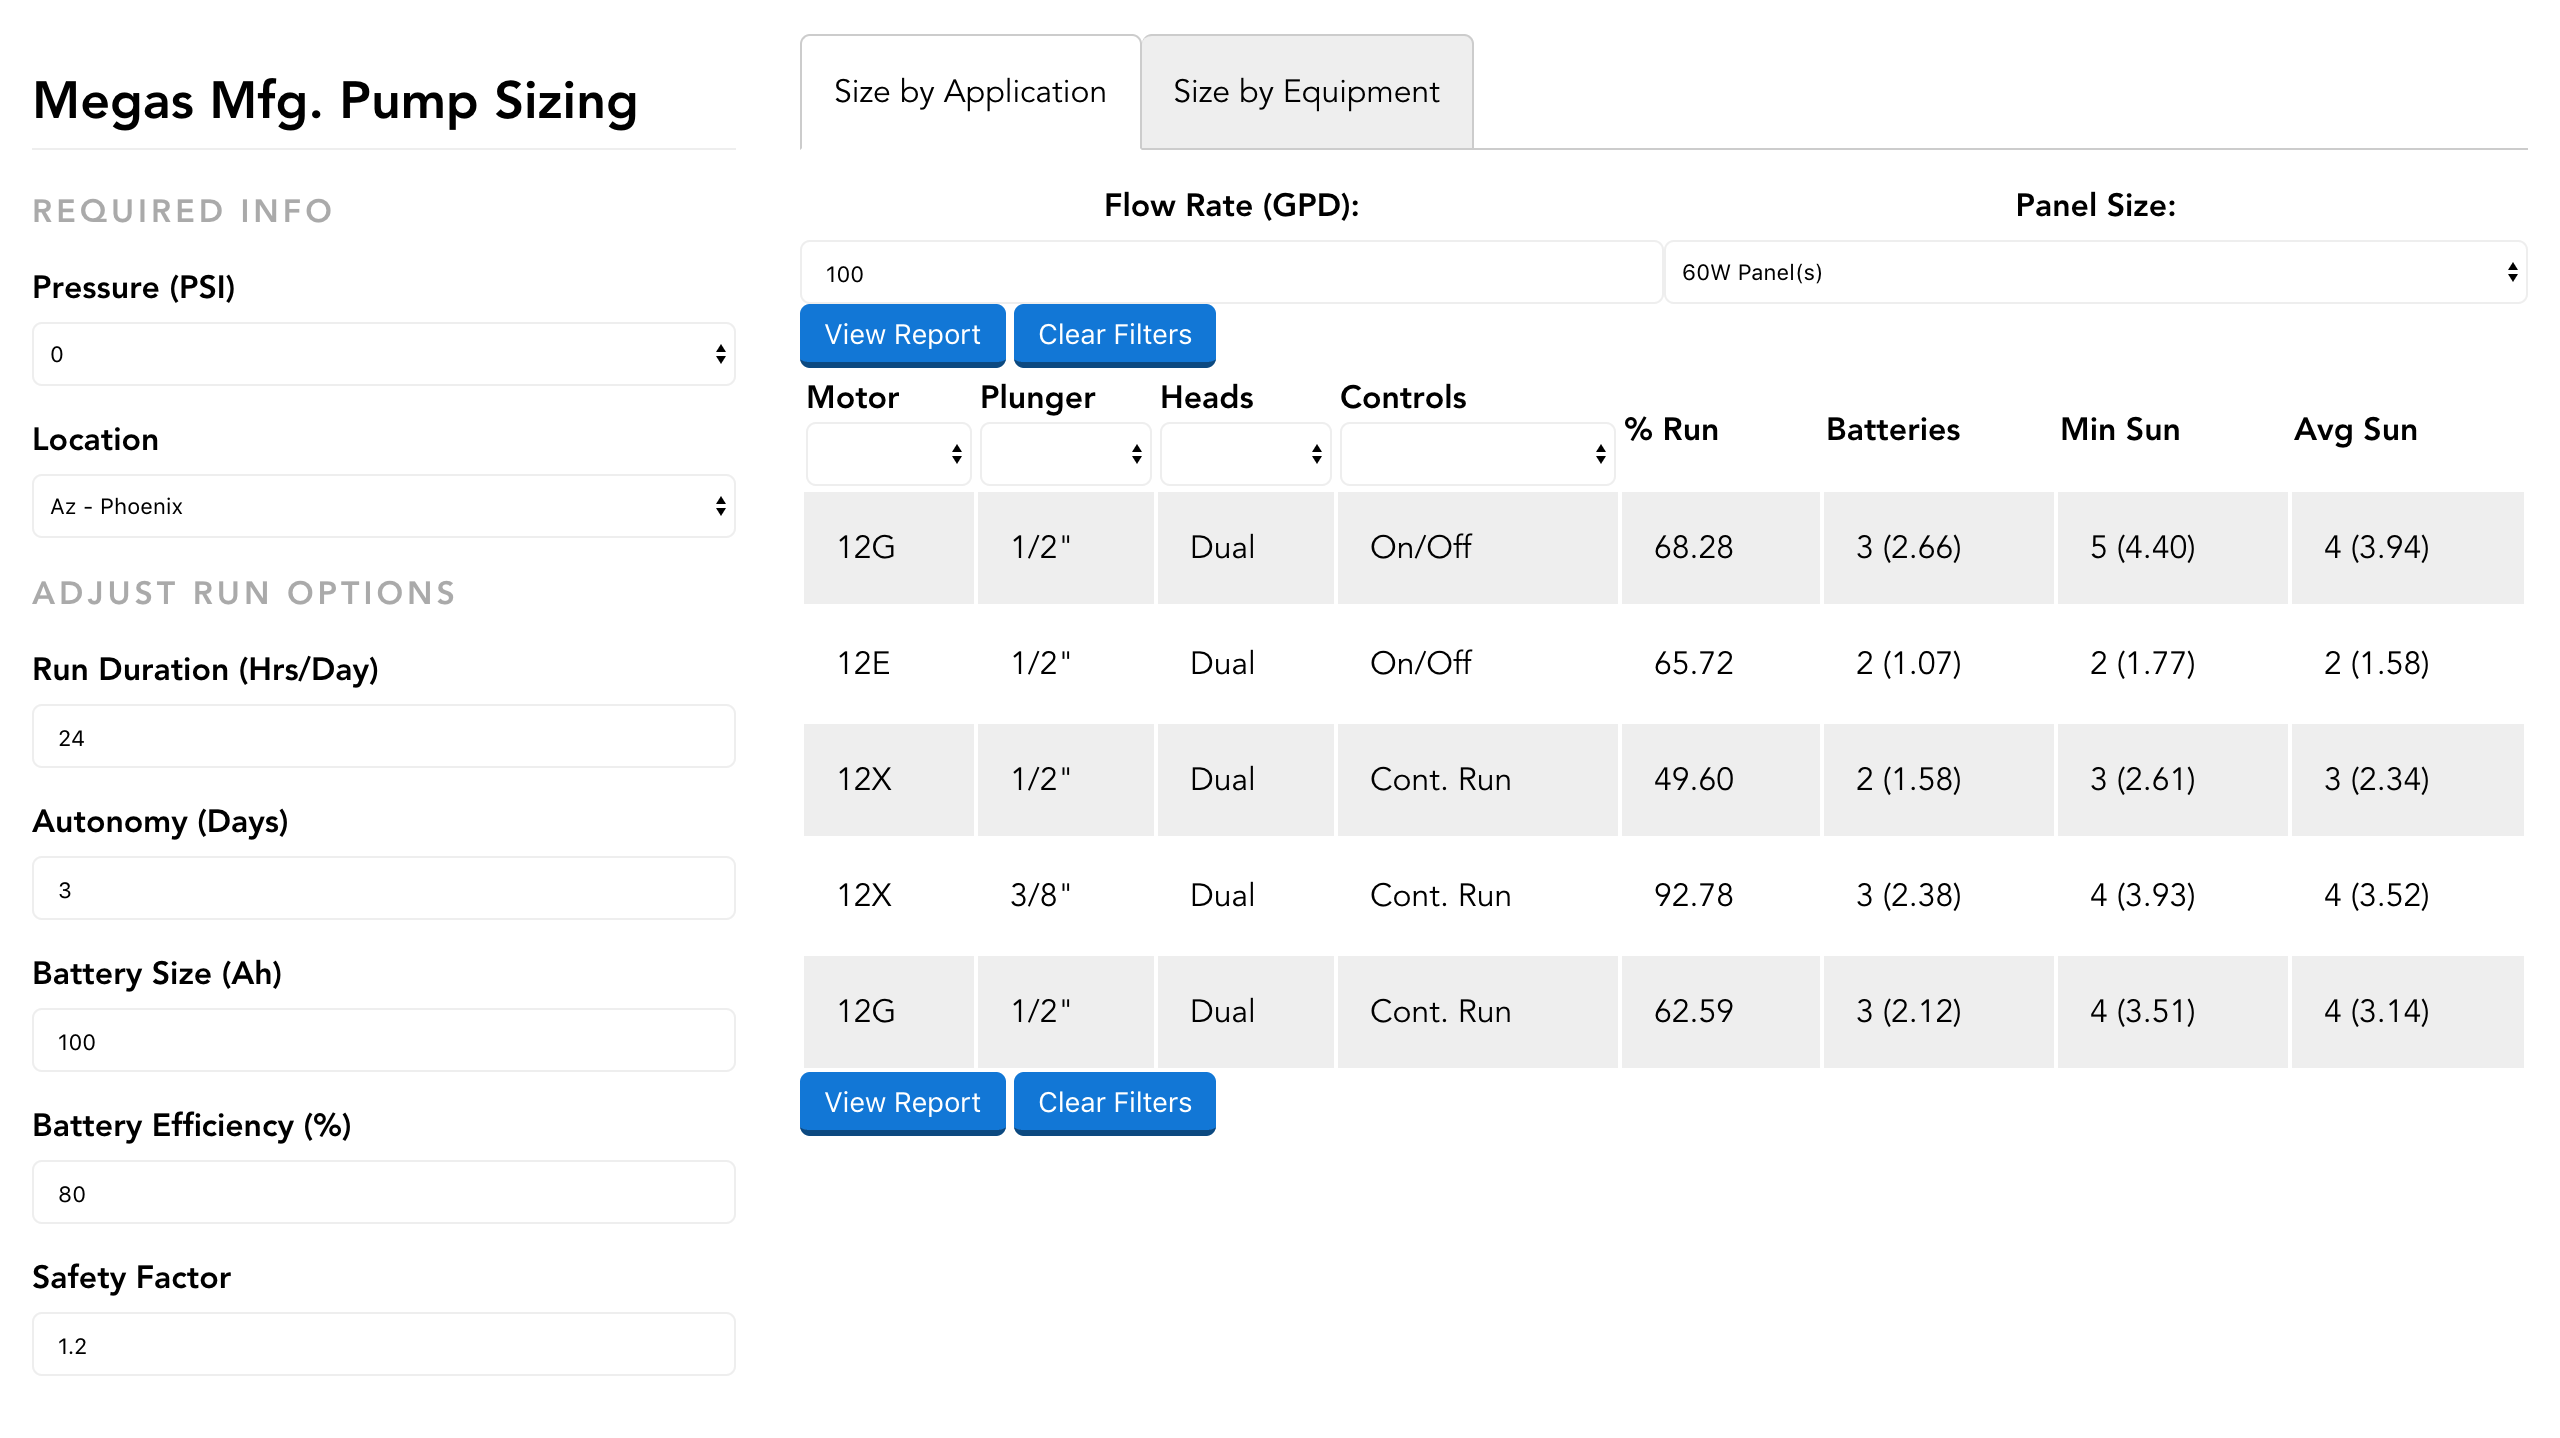 Megas Mfg. Pump Sizing
REQUIRED INFO
Pressure (PSI)
0
Location
Az - Phoenix
ADJUST RUN OPTIONS
Run Duration (Hrs/Day)
24
Autonomy (Days)
3
Battery Size (Ah)
100
Battery Efficiency (%)
80
Safety Factor
1.2
Size by Application Size by Equipment
Flow Rate (GPD): Panel Size:
100 60W Panel(s)
View Report Clear Filters
Motor Plunger Heads Controls % Run Batteries Min Sun Avg Sun
12G 1/2" Dual On/Off 68.28 3 (2.66) 5 (4.40) 4 (3.94)
12E 1/2" Dual On/Off 65.72 2 (1.07) 2 (1.77) 2 (1.58)
12X 1/2" Dual Cont. Run 49.60 2 (1.58) 3 (2.61) 3 (2.34)
12X 3/8" Dual Cont. Run 92.78 3 (2.38) 4 (3.93) 4 (3.52)
12G 1/2" Dual Cont. Run 62.59 3 (2.12) 4 (3.51) 4 (3.14)
View Report Clear Filters